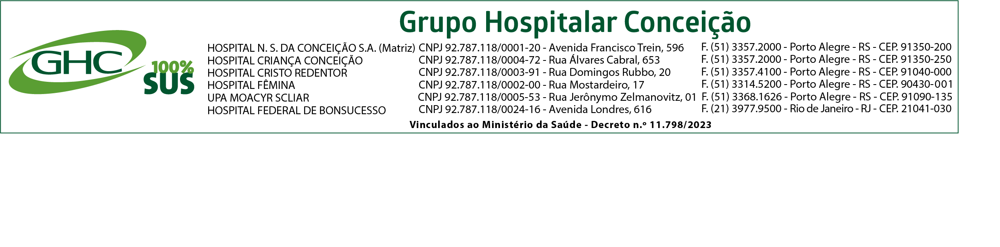 Grupo Hospitalar Conceição
GHC
100%
SUS
HOSPITAL N. S. DA CONCEIÇÃO S.A. (Matriz) CNPJ 92.787.118/0001-20 - Avenida Francisco Trein, 596 F. (51) 3357.2000 - Porto Alegre - RS - CEP. 91350-200
HOSPITAL CRIANÇA CONCEIÇÃO CNPJ 92.787.118/0004-72 - Rua Álvares Cabral, 653 F. (51) 3357.2000 - Porto Alegre - RS - CEP. 91350-250
HOSPITAL CRISTO REDENTOR CNPJ 92.787.118/0003-91 - Rua Domingos Rubbo, 20 F. (51) 3357.4100 - Porto Alegre - RS - CEP. 91040-000
HOSPITAL FÊMINA CNPJ 92.787.118/0002-00 - Rua Mostardeiro, 17 F. (51) 3314.5200 - Porto Alegre - RS - CEP. 90430-001
UPA MOACYR SCLIAR CNPJ 92.787.118/0005-53 - Rua Jerônymo Zelmanovitz, 01 F. (51) 3368.1626 - Porto Alegre - RS - CEP. 91090-135
HOSPITAL FEDERAL DE BONSUCESSO CNPJ 92.787.118/0024-16 - Avenida Londres, 616 F. (21) 3977.9500 - Rio de Janeiro - RJ - CEP. 21041-030
Vinculados ao Ministério da Saúde - Decreto n.º 11.798/2023